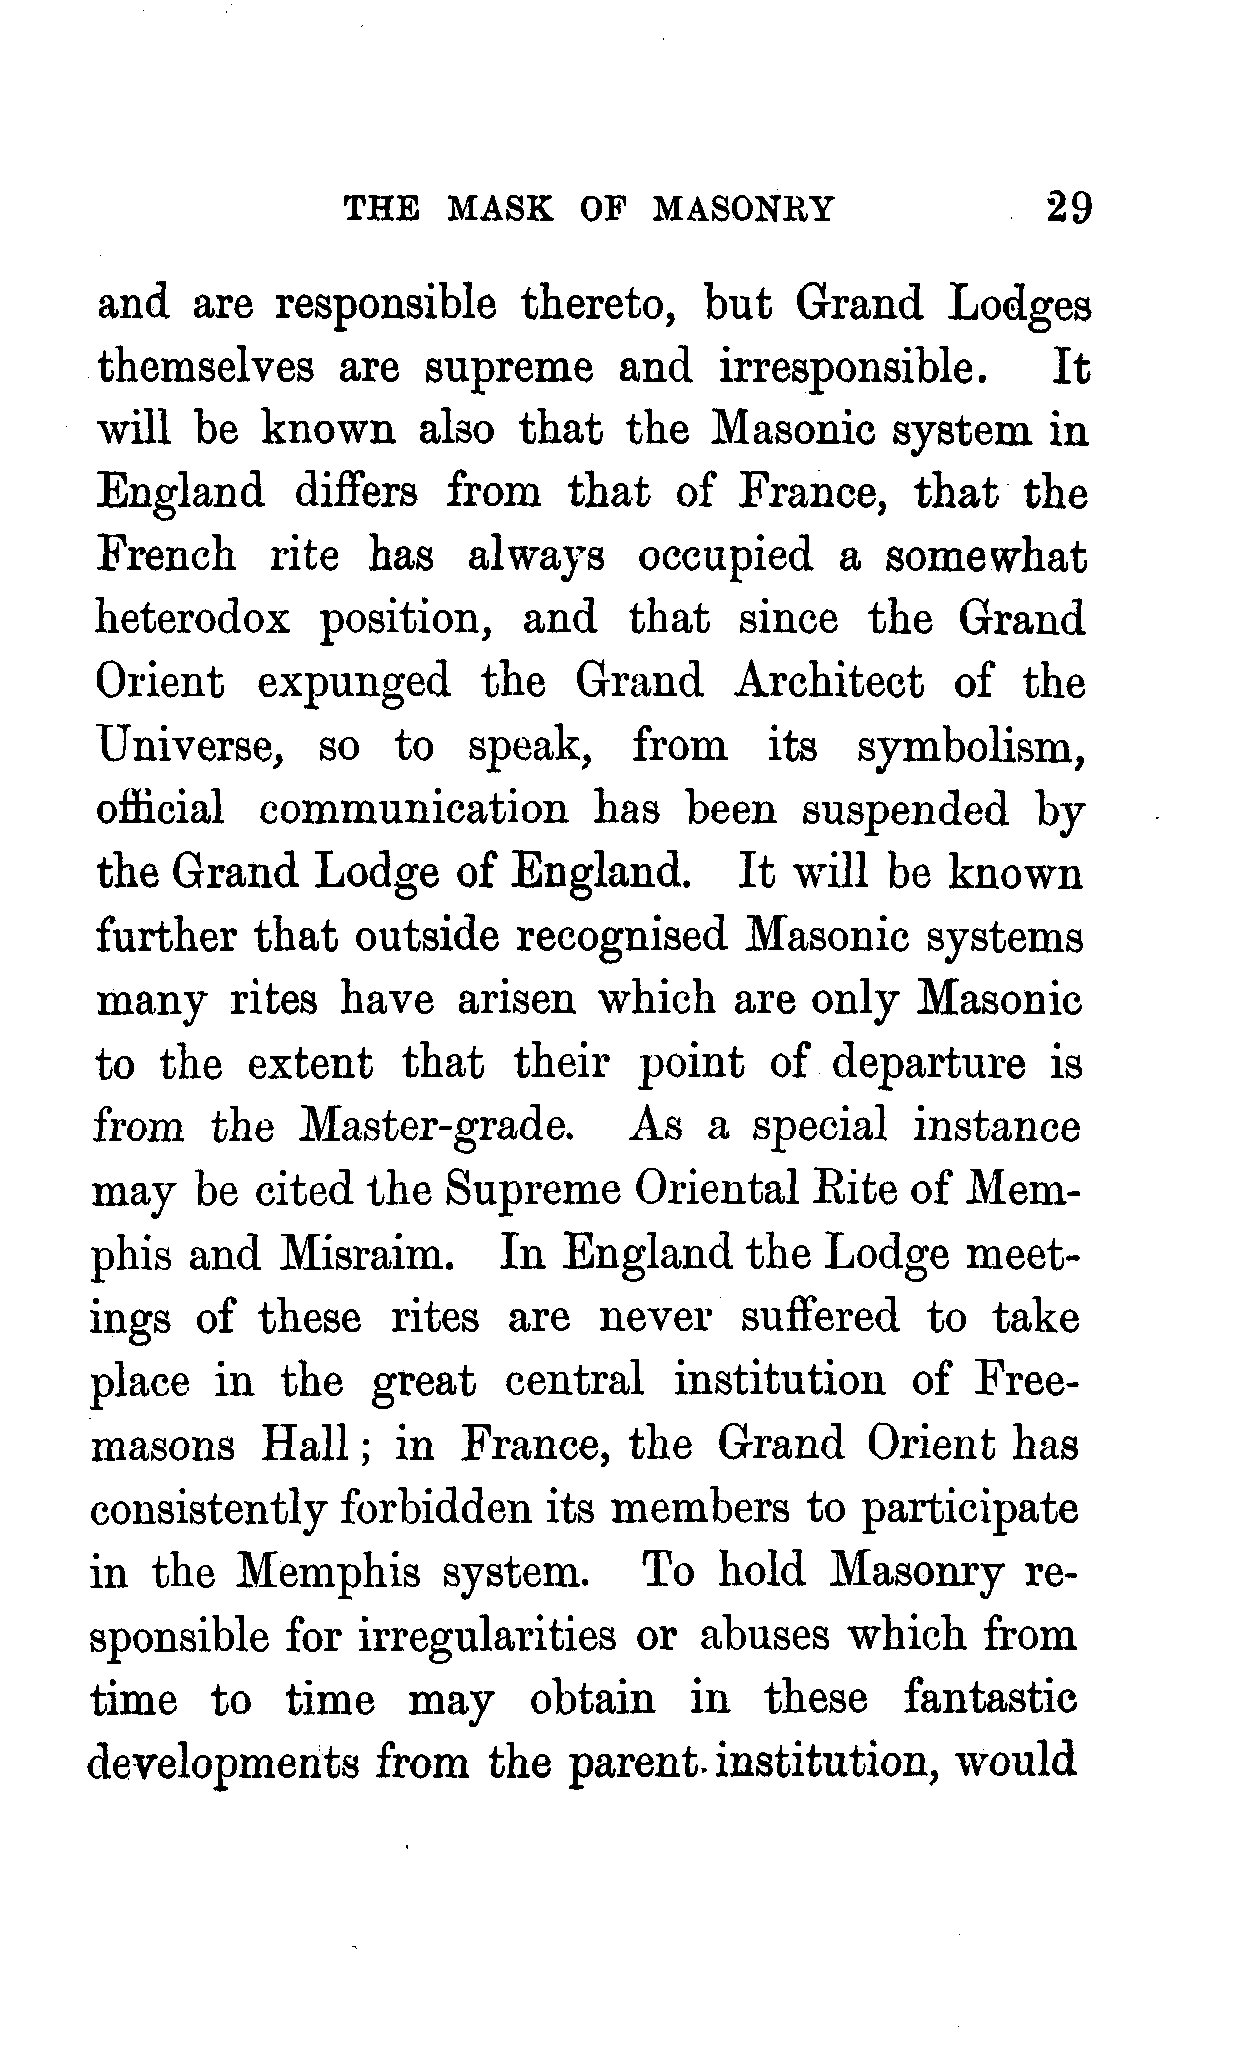 THE MASK OF MASONRY 29
and are responsible thereto, but Grand Lodges
themselves are supreme and irresponsible. It
will be known also that the Masonic system in
England differs from that of France, that the
French rite has always occupied a somewhat
heterodox position, and that since the Grand
Orient expunged the Grand Architect of the
Universe, so to speak, from its symbolism,
official communication has been suspended by
the Grand Lodge of England. It will be known
further that outside recognised Masonic systems
many rites have arisen which are only Masonic
to the extent that their point of departure is
from the Master-grade. As a special instance
may be cited the Supreme Oriental Rite of Mem-
phis and Misraim. In England the Lodge meet-
ings of these rites are never suffered to take
place in the great central institution of Free-
masons Hall; in France, the Grand Orient has
consistently forbidden its members to participate
in the Memphis system. To hold Masonry re-
sponsible for irregularities or abuses which from
time to time may obtain in these fantastic
developments from the parent institution, would